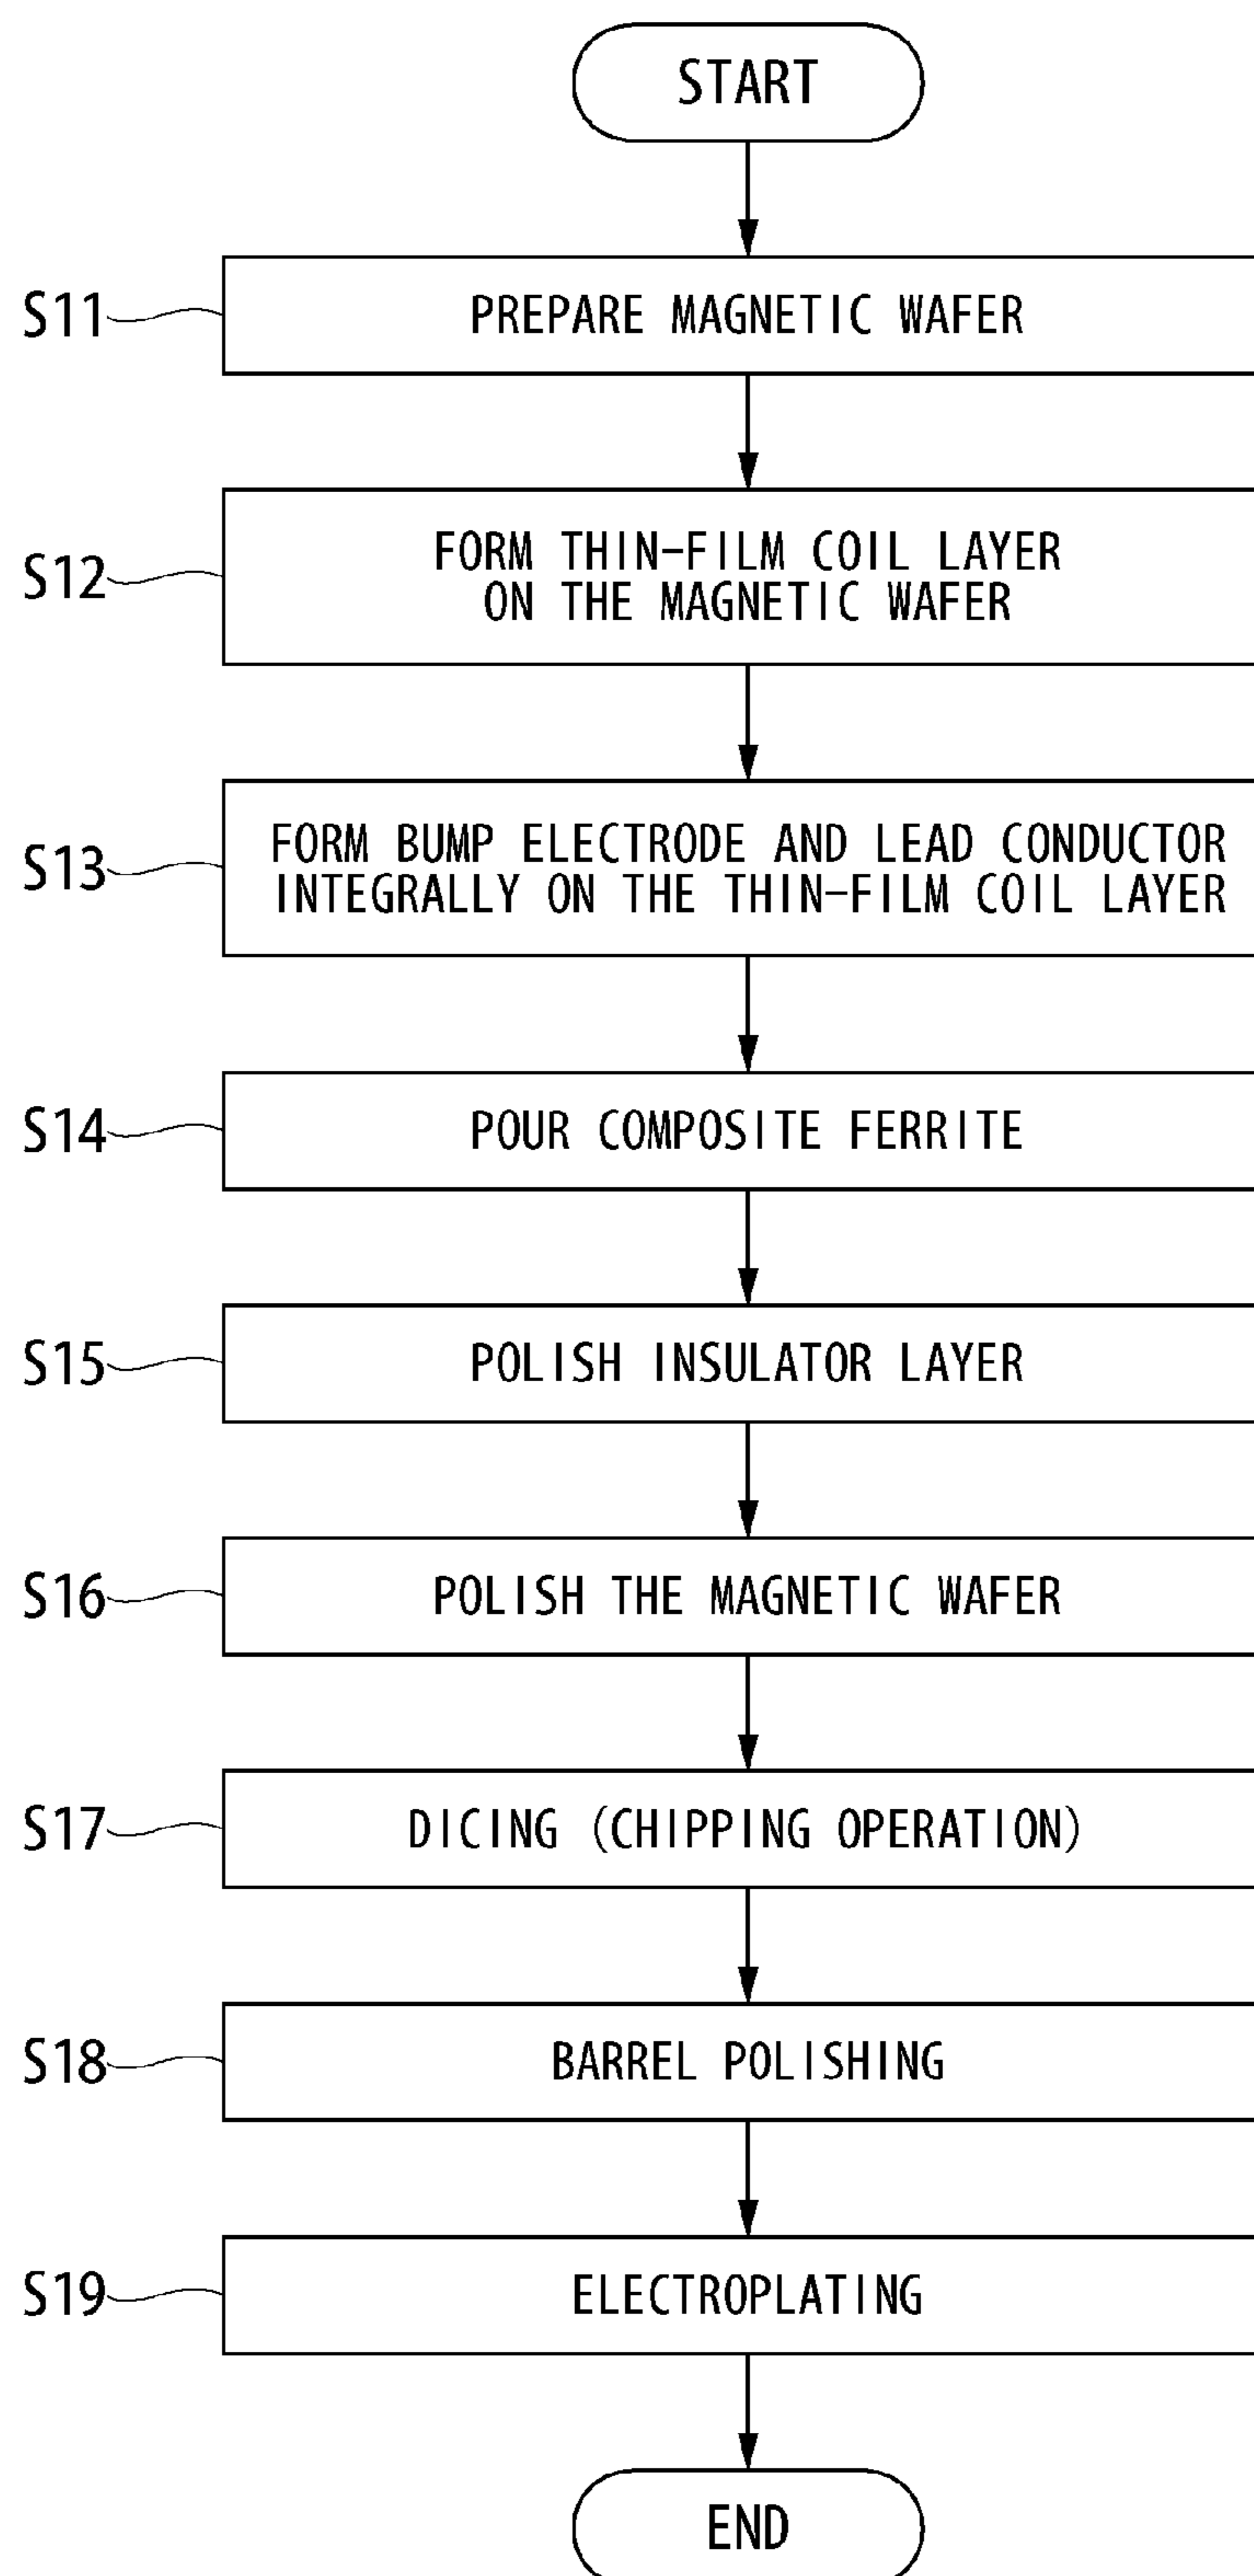 START
S11
PREPARE MAGNETIC WAFER
S12
FORM THIN-FILM COIL LAYER
ON THE MAGNETIC WAFER
S13
FORM BUMP ELECTRODE AND LEAD CONDUCTOR
INTEGRALLY ON THE THIN-FILM COIL LAYER
S14
POUR COMPOSITE FERRITE
S15
POLISH INSULATOR LAYER
S16
POLISH THE MAGNETIC WAFER
S17
DICING (CHIPPING OPERATION)
S18
BARREL POLISHING
S19
ELECTROPLATING
END